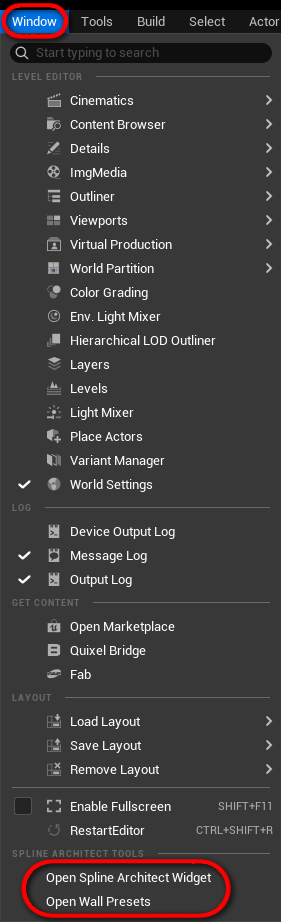 Window Tools Build Select Actor
Start typing to search
LEVEL EDITOR
Cinematics
Content Browser
Details
ImgMedia
Outliner
Viewports
Virtual Production
World Partition
Color Grading
Env. Light Mixer
Hierarchical LOD Outliner
Layers
Levels
Light Mixer
Place Actors
Variant Manager
World Settings
LOG
Device Output Log
Message Log
Output Log
GET CONTENT
Open Marketplace
Quixel Bridge
Fab
LAYOUT
Load Layout
Save Layout
Remove Layout
Enable Fullscreen SHIFT+F11
RestartEditor CTRL+SHIFT+R
SPLINE ARCHITECT TOOLS
Open Spline Architect Widget
Open Wall Presets